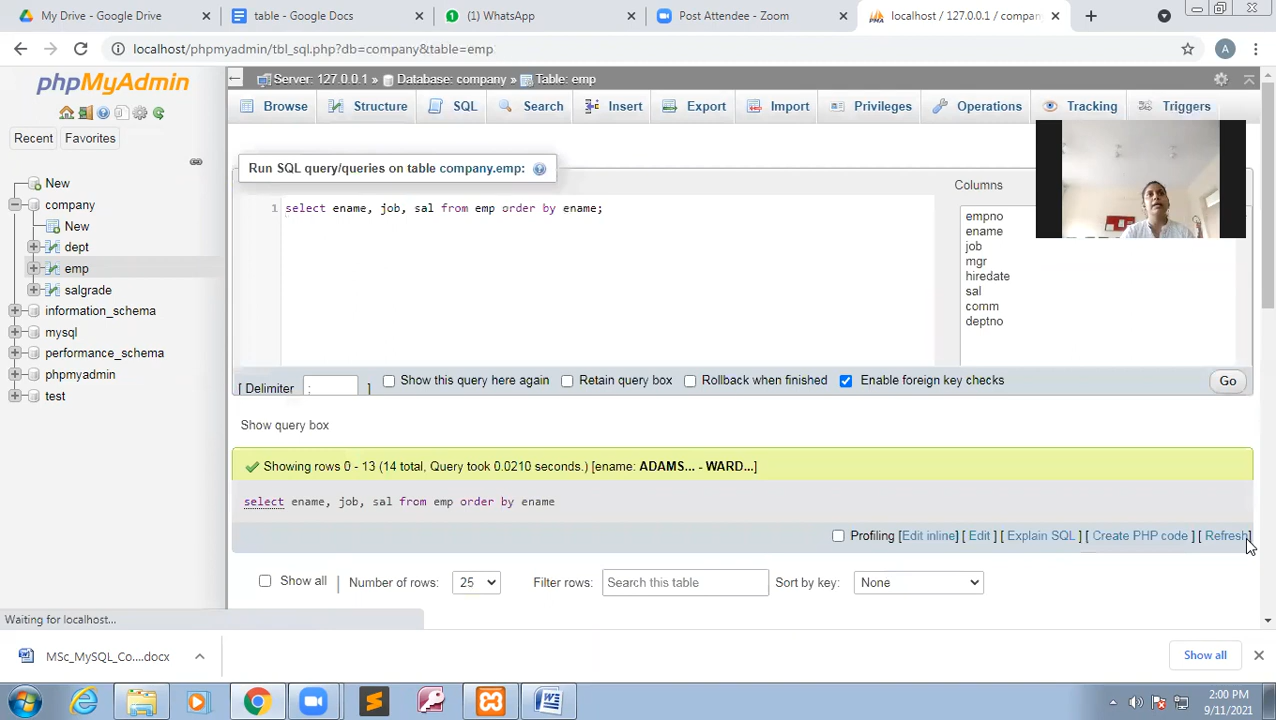 My Drive - Google Drive
table - Google Docs
(1) WhatsApp
Post Attendee - Zoom
localhost / 127.0.0.1 / compan
localhost/phpmyadmin/tbl_sql.php?db=company&table=emp
A
phpMyAdmin
Server: 127.0.0.1 » Database: company » Table: emp
Browse Structure SQL Search Insert Export Import Privileges Operations Tracking Triggers
Recent Favorites
New
company
New
dept
emp
salgrade
information_schema
mysql
performance_schema
phpmyadmin
test
Run SQL query/queries on table company.emp:
1 select ename, job, sal from emp order by ename;
Columns
empno
ename
job
mgr
hiredate
sal
comm
deptno
[ Delimiter ; ] Show this query here again Retain query box Rollback when finished Enable foreign key checks Go
Show query box
Showing rows 0 - 13 (14 total, Query took 0.0210 seconds.) [ename: ADAMS... - WARD...]
select ename, job, sal from emp order by ename
Profiling [Edit inline] [ Edit ] [ Explain SQL ] [ Create PHP code ] [ Refresh]
Show all Number of rows: 25 Filter rows: Search this table Sort by key: None
Waiting for localhost...
MSc_MySQL_Co....docx
Show all
2:00 PM
9/11/2021